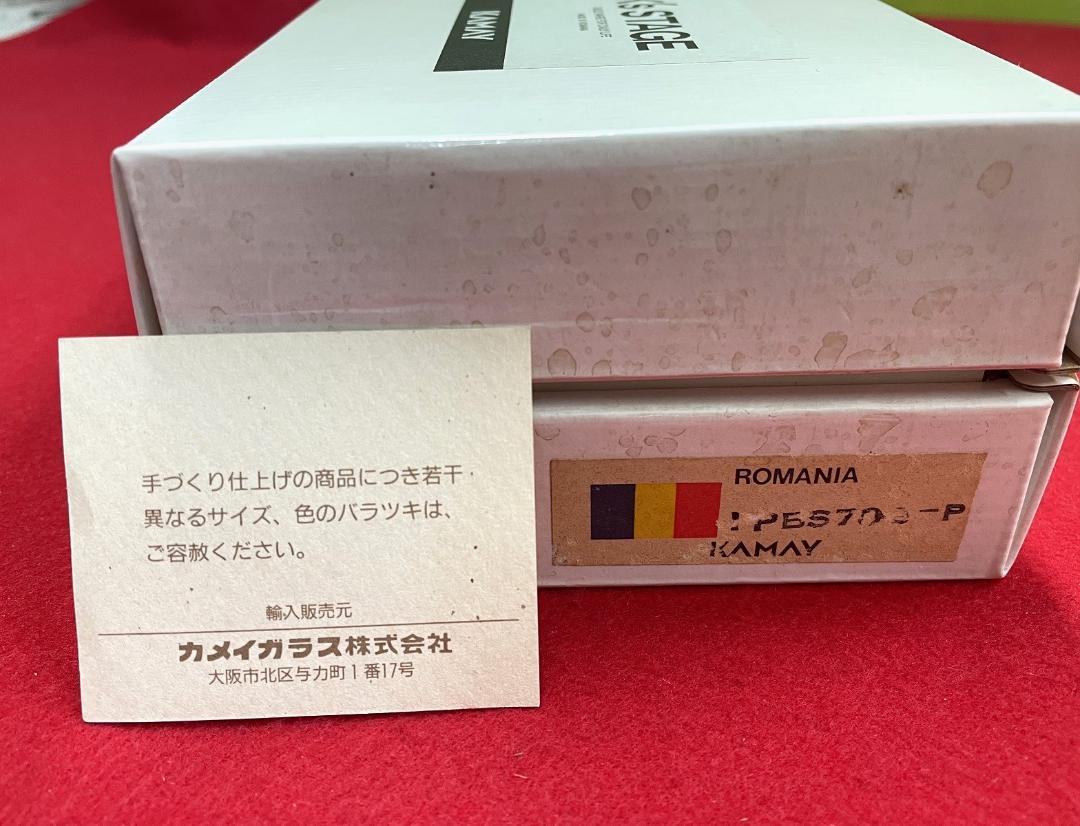 KAMAY
STAGE
手づくり仕上げの商品につき若干
異なるサイズ、色のバラツキは、
ご容赦ください。
輸入販売元
カメイガラス株式会社
大阪市北区与力町1番17号
ROMANIA
KAMAY